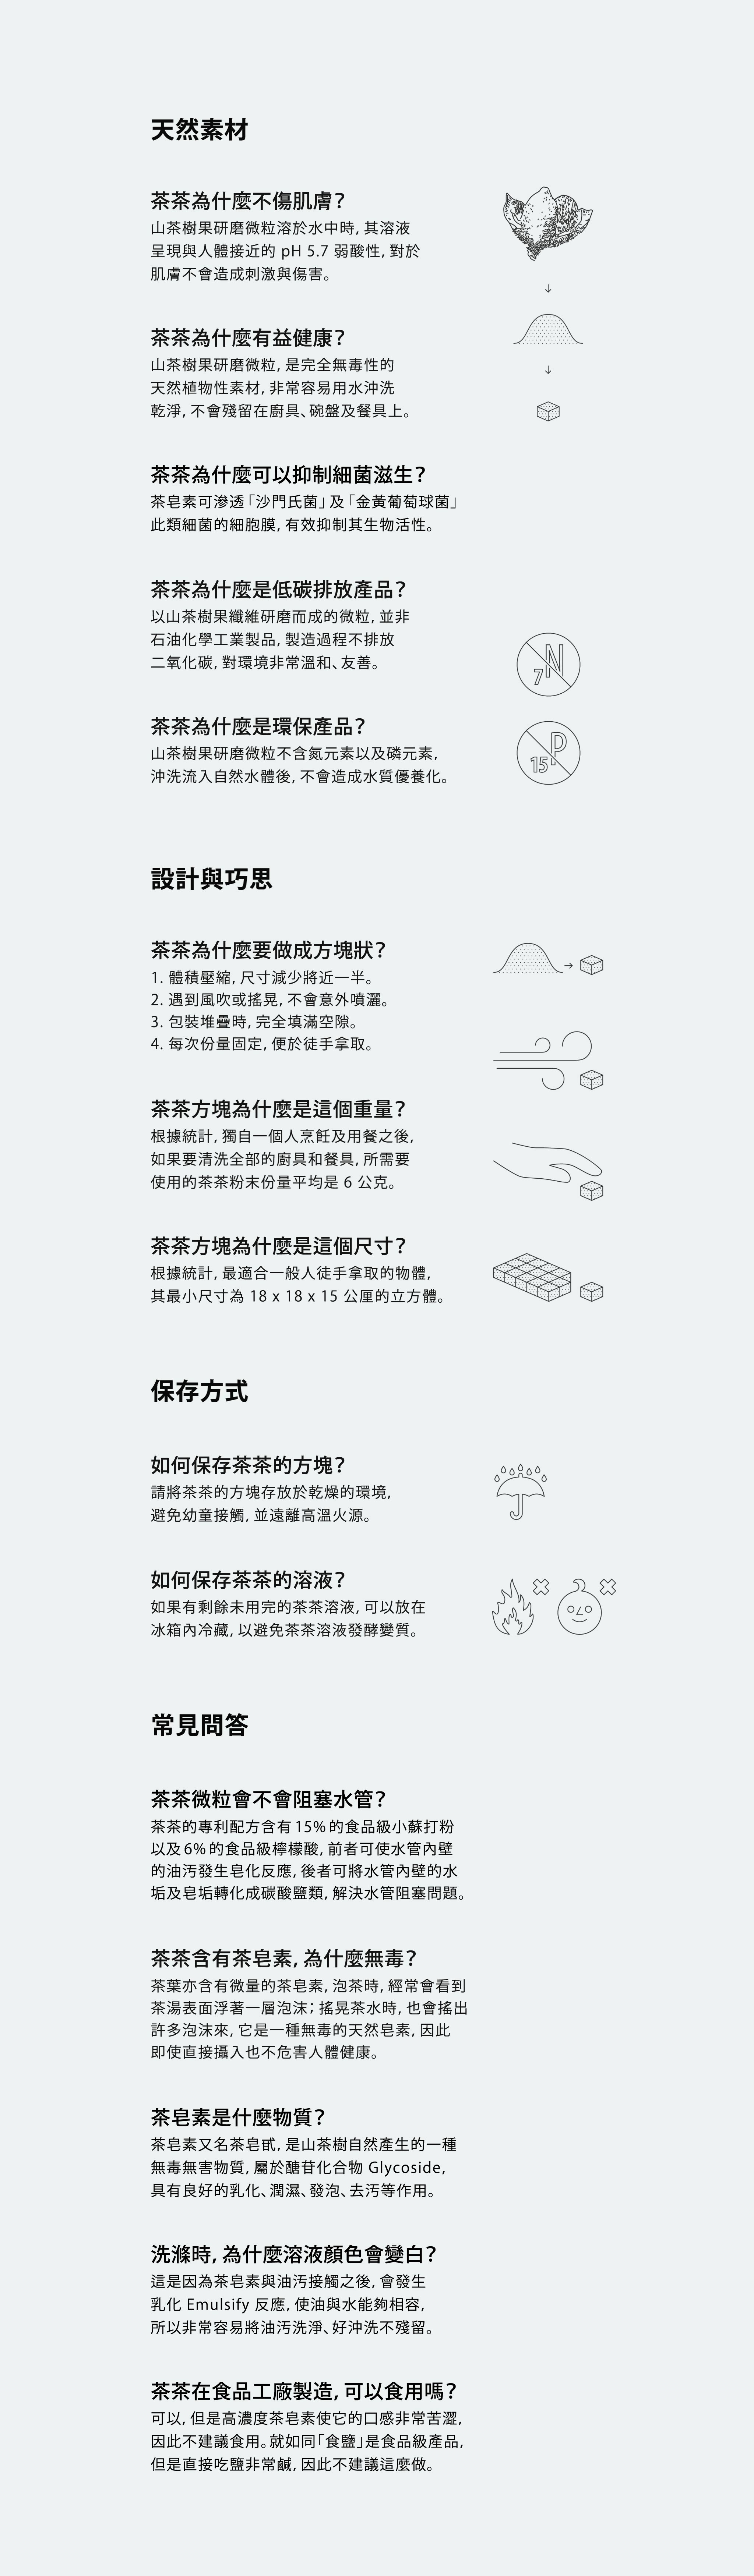 天然素材
茶茶為什麼不傷肌膚？
山茶樹果研磨微粒溶於水中時，其溶液
呈現與人體接近的 pH 5.7 弱酸性，對於
肌膚不會造成刺激與傷害。
茶茶為什麼有益健康？
山茶樹果研磨微粒，是完全無毒性的
天然植物性素材，非常容易用水沖洗
乾淨，不會殘留在廚具、碗盤及餐具上。
茶茶為什麼可以抑制細菌滋生？
茶皂素可滲透「沙門氏菌」及「金黃葡萄球菌」
此類細菌的細胞膜，有效抑制其生物活性。
茶茶為什麼是低碳排放產品？
以山茶樹果纖維研磨而成的微粒，並非
石油化學工業製品，製造過程不排放
二氧化碳，對環境非常溫和、友善。
7N
茶茶為什麼是環保產品？
山茶樹果研磨微粒不含氮元素以及磷元素，
沖洗流入自然水體後，不會造成水質優養化。
15P
設計與巧思
茶茶為什麼要做成方塊狀？
1. 體積壓縮，尺寸減少將近一半。
2. 遇到風吹或搖晃，不會意外噴灑。
3. 包裝堆疊時，完全填滿空隙。
4. 每次份量固定，便於徒手拿取。
茶茶方塊為什麼是這個重量？
根據統計，獨自一個人烹飪及用餐之後，
如果要清洗全部的廚具和餐具，所需要
使用的茶茶粉末份量平均是 6 公克。
茶茶方塊為什麼是這個尺寸？
根據統計，最適合一般人徒手拿取的物體，
其最小尺寸為 18 x 18 x 15 公厘的立方體。
保存方式
如何保存茶茶的方塊？
請將茶茶的方塊存放於乾燥的環境，
避免幼童接觸，並遠離高溫火源。
如何保存茶茶的溶液？
如果有剩餘未用完的茶茶溶液，可以放在
冰箱內冷藏，以避免茶茶溶液發酵變質。
常見問答
茶茶微粒會不會阻塞水管？
茶茶的專利配方含有 15% 的食品級小蘇打粉
以及 6% 的食品級檸檬酸，前者可使水管內壁
的油汚發生皂化反應，後者可將水管內壁的水
垢及皂垢轉化成碳酸鹽類，解決水管阻塞問題。
茶茶含有茶皂素，為什麼無毒？
茶葉亦含有微量的茶皂素，泡茶時，經常會看到
茶湯表面浮著一層泡沫；搖晃茶水時，也會搖出
許多泡沫來，它是一種無毒的天然皂素，因此
即使直接攝入也不危害人體健康。
茶皂素是什麼物質？
茶皂素又名茶皂甙，是山茶樹自然產生的一種
無毒無害物質，屬於醣苷化合物 Glycoside，
具有良好的乳化、潤濕、發泡、去汚等作用。
洗滌時，為什麼溶液顏色會變白？
這是因為茶皂素與油汚接觸之後，會發生
乳化 Emulsify 反應，使油與水能夠相容，
所以非常容易將油汚洗淨、好沖洗不殘留。
茶茶在食品工廠製造，可以食用嗎？
可以，但是高濃度茶皂素使它的口感非常苦澀，
因此不建議食用。就如同「食鹽」是食品級產品，
但是直接吃鹽非常鹹，因此不建議這麼做。